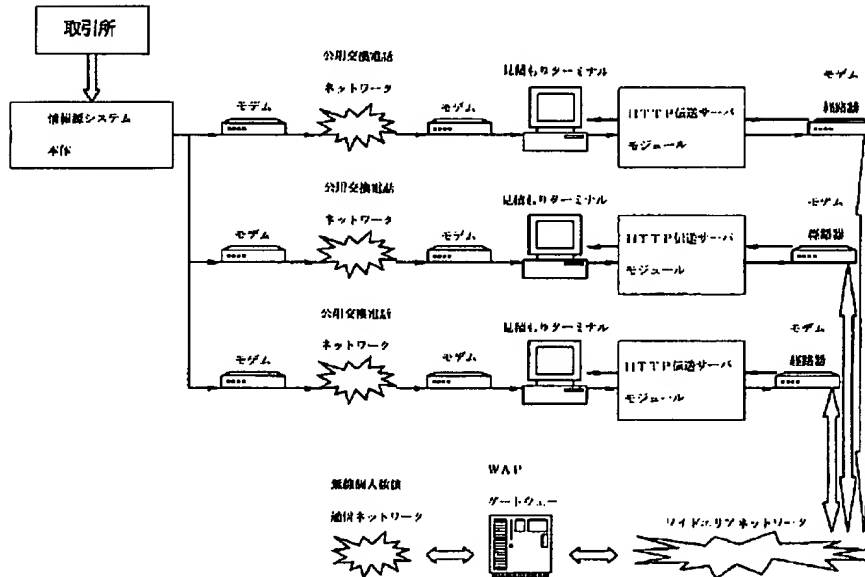 取引所
情報源システム
本体
モデム
公用交換電話
ネットワーク
モデム
見積もりターミナル
HTTP伝送サーバ
モジュール
モデム
経路器
モデム
公用交換電話
ネットワーク
モデム
見積もりターミナル
HTTP伝送サーバ
モジュール
モデム
経路器
モデム
公用交換電話
ネットワーク
モデム
見積もりターミナル
HTTP伝送サーバ
モジュール
モデム
経路器
無線個人
通信ネットワーク
WAP
ゲートウェー
ワイドエリアネットワーク